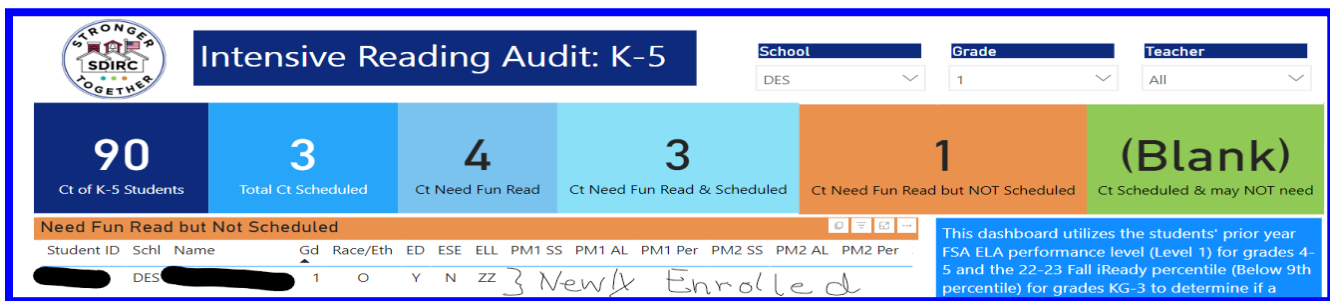 STRONGER
SDIRC
TOGETHER
Intensive Reading Audit: K-5
School
DES
Grade
1
Teacher
All
90
Ct of K-5 Students
3
Total Ct Scheduled
4
Ct Need Fun Read
3
Ct Need Fun Read & Scheduled
1
Ct Need Fun Read but NOT Scheduled
(Blank)
Ct Scheduled & may NOT need
Need Fun Read but Not Scheduled
Student ID Schl Name Gd Race/Eth ED ESE ELL PM1 SS PM1 AL PM1 Per PM2 SS PM2 AL PM2 Per
DES 1 O Y N ZZ } Newly Enrolled
This dashboard utilizes the students' prior year
FSA ELA performance level (Level 1) for grades 4-
5 and the 22-23 Fall iReady percentile (Below 9th
percentile) for grades KG-3 to determine if a